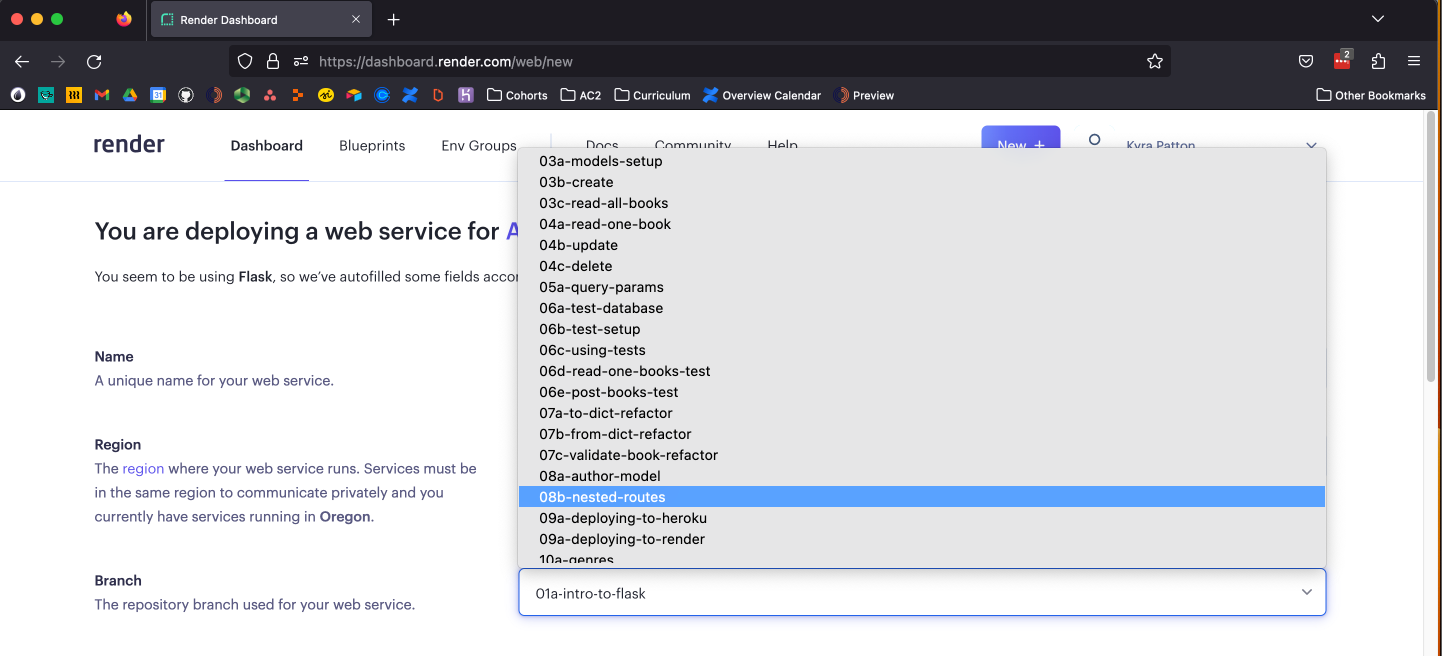 Render Dashboard
https://dashboard.render.com/web/new
2
31
Cohorts
AC2
Curriculum
Overview Calendar
Preview
Other Bookmarks
render
Dashboard
Blueprints
Env Groups
Docs
Community
Help
New +
Kyra Patton
You are deploying a web service for A
You seem to be using Flask, so we've autofilled some fields accor
Name
A unique name for your web service.
Region
The region where your web service runs. Services must be
in the same region to communicate privately and you
currently have services running in Oregon.
Branch
The repository branch used for your web service.
03a-models-setup
03b-create
03c-read-all-books
04a-read-one-book
04b-update
04c-delete
05a-query-params
06a-test-database
06b-test-setup
06c-using-tests
06d-read-one-books-test
06e-post-books-test
07a-to-dict-refactor
07b-from-dict-refactor
07c-validate-book-refactor
08a-author-model
08b-nested-routes
09a-deploying-to-heroku
09a-deploying-to-render
10a-genres
01a-intro-to-flask